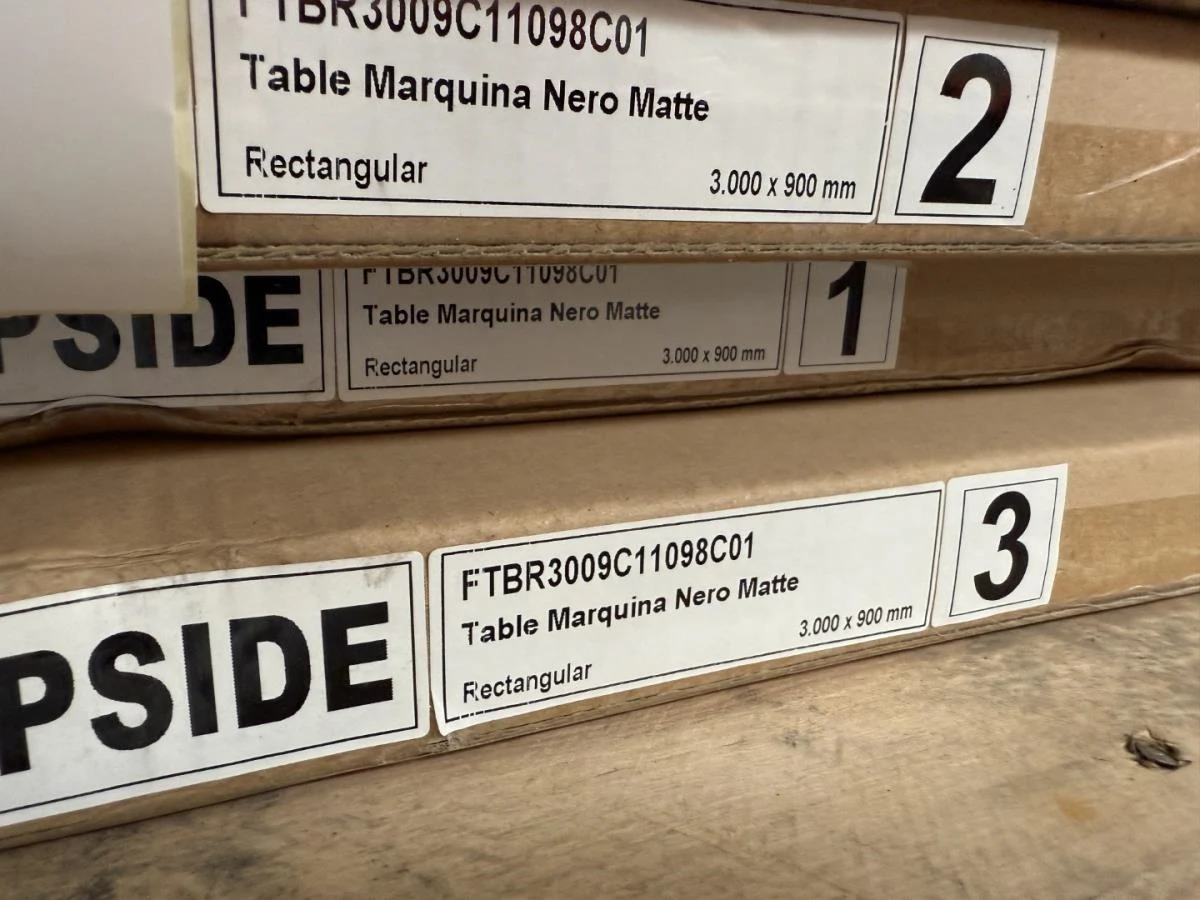 FTBR3009C11098C01
Table Marquina Nero Matte
Rectangular
3.000 x 900 mm
2
PSIDE
FTBR3009C11098C01
Table Marquina Nero Matte
Rectangular
3.000 x 900 mm
1
PSIDE
FTBR3009C11098C01
Table Marquina Nero Matte
3.000 x 900 mm
Rectangular
3